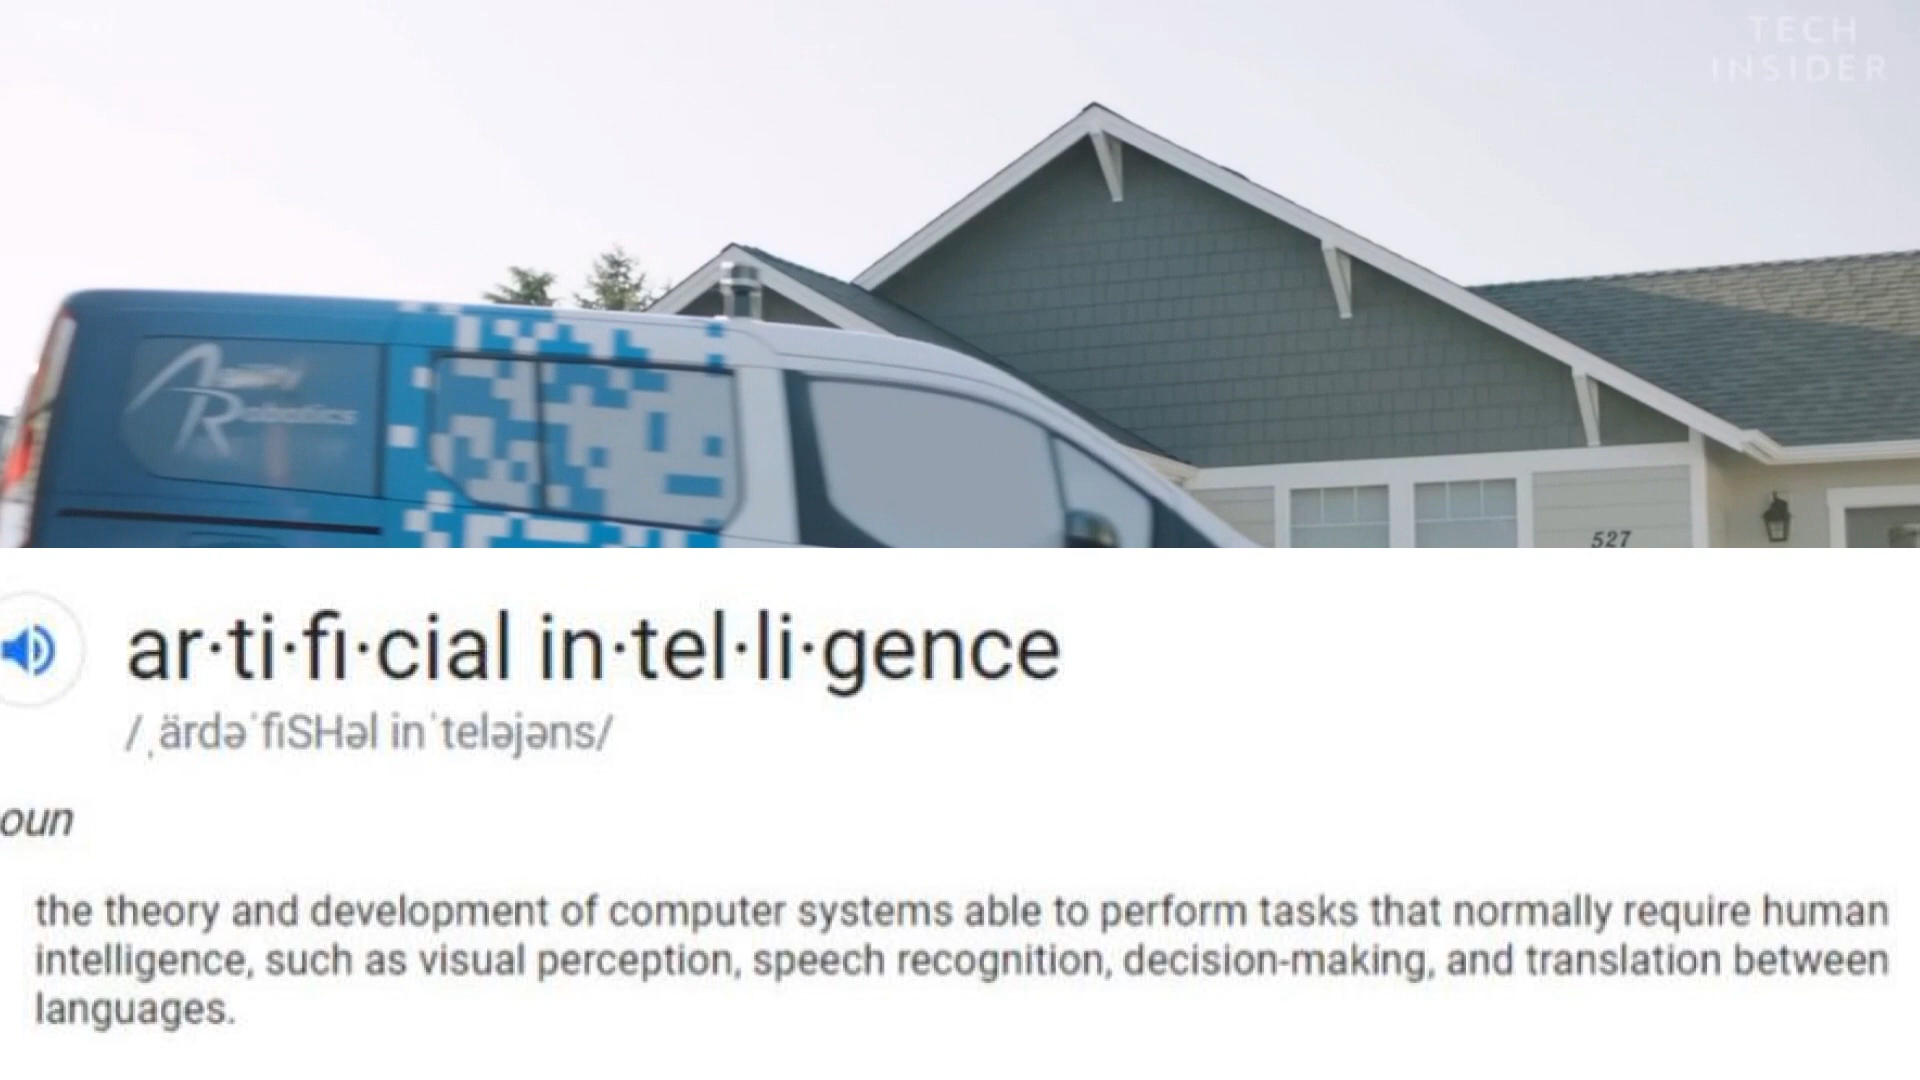 TECH
INSIDER
Agility
Robotics
527
ar·ti·fi·cial in·tel·li·gence
/ˌärdəˈfiSHəl inˈteləjəns/
oun
the theory and development of computer systems able to perform tasks that normally require human
intelligence, such as visual perception, speech recognition, decision-making, and translation between
languages.